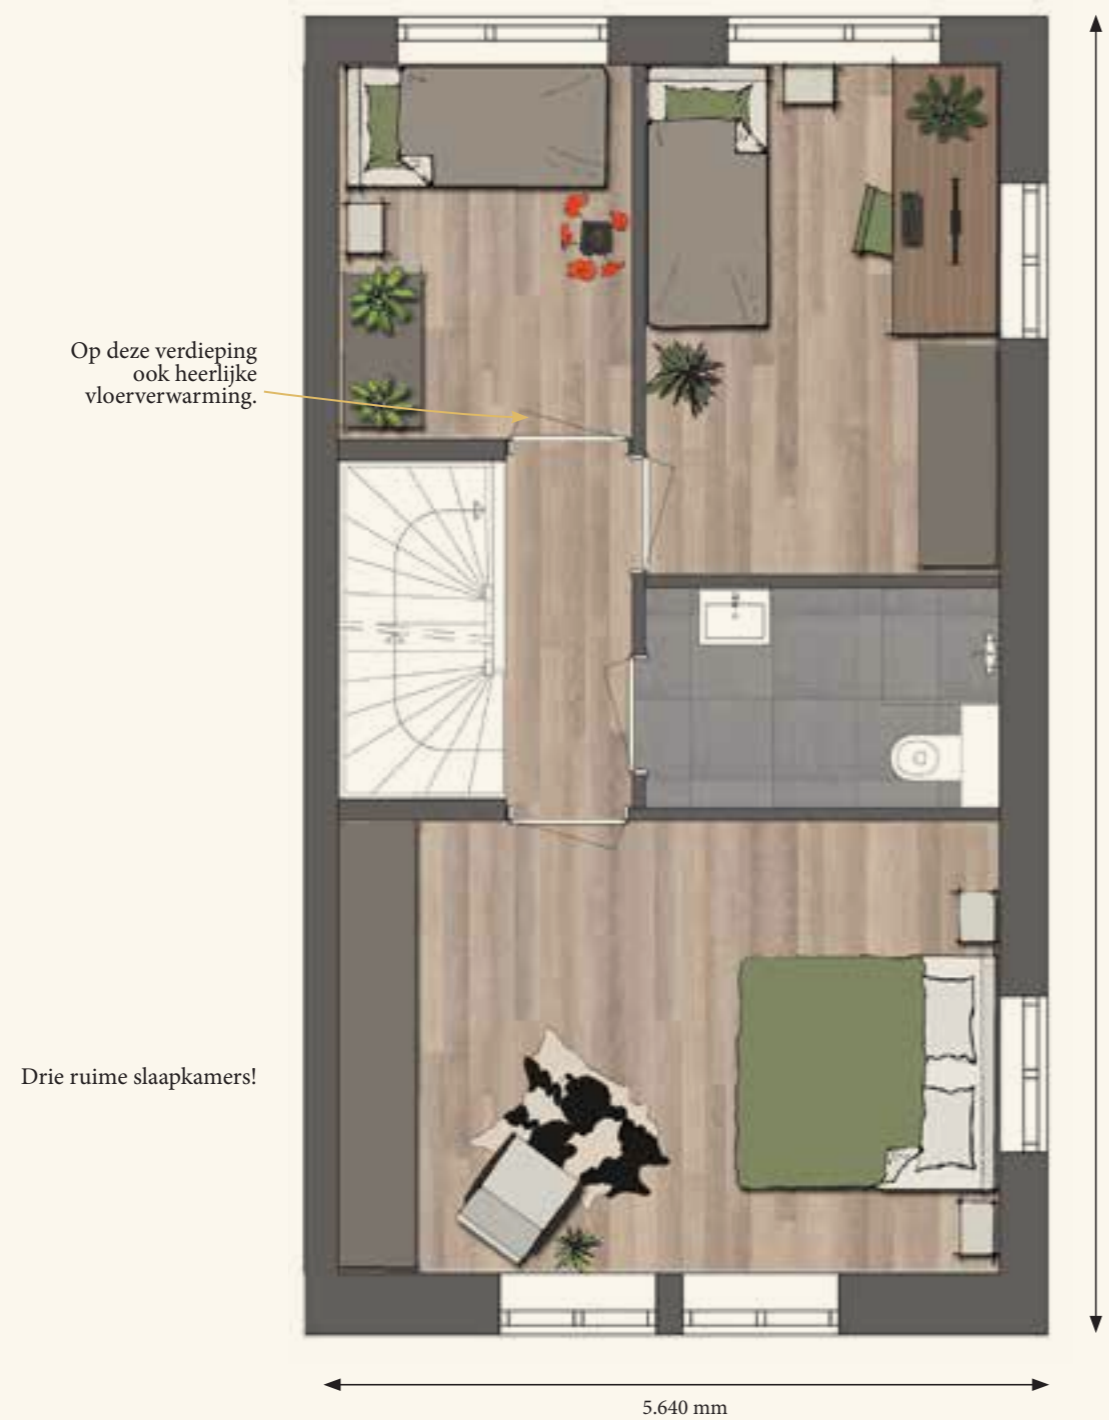 Op deze verdieping
ook heerlijke
vloerverwarming.
Drie ruime slaapkamers!
5.640 mm